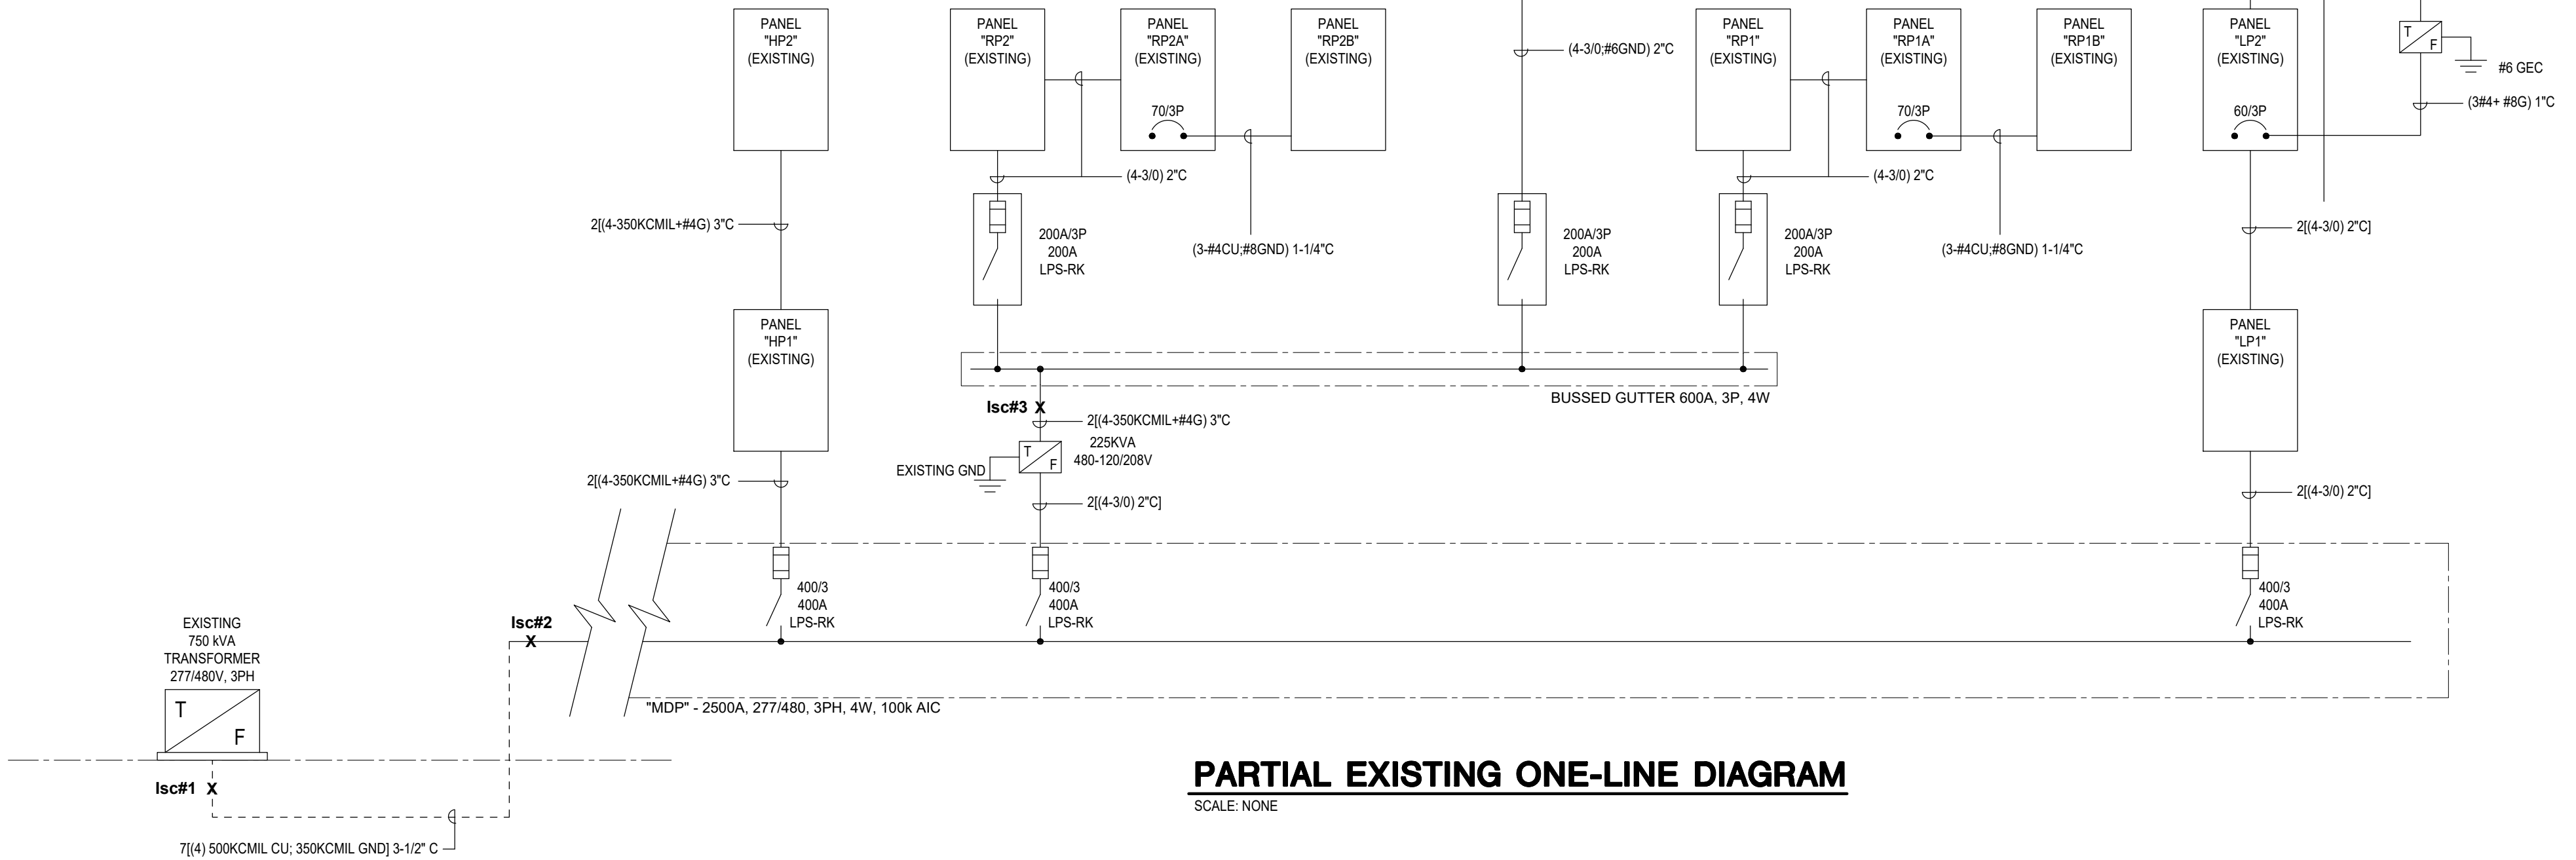 PANEL
"HP2"
(EXISTING)
PANEL
"RP2"
(EXISTING)
PANEL
"RP2A"
(EXISTING)
70/3P
PANEL
"RP2B"
(EXISTING)
(4-3/0;#6GND) 2"C
PANEL
"RP1"
(EXISTING)
PANEL
"RP1A"
(EXISTING)
70/3P
PANEL
"RP1B"
(EXISTING)
PANEL
"LP2"
(EXISTING)
60/3P
T
F
#6 GEC
(3#4+ #8G) 1"C
(4-3/0) 2"C
(4-3/0) 2"C
2[(4-350KCMIL+#4G) 3"C
200A/3P
200A
LPS-RK
(3-#4CU;#8GND) 1-1/4"C
200A/3P
200A
LPS-RK
200A/3P
200A
LPS-RK
(3-#4CU;#8GND) 1-1/4"C
2[(4-3/0) 2"C]
PANEL
"HP1"
(EXISTING)
PANEL
"LP1"
(EXISTING)
BUSSED GUTTER 600A, 3P, 4W
Isc#3 X
2[(4-350KCMIL+#4G) 3"C
T
F
225KVA
480-120/208V
EXISTING GND
2[(4-350KCMIL+#4G) 3"C
2[(4-3/0) 2"C]
2[(4-3/0) 2"C]
400/3
400A
LPS-RK
400/3
400A
LPS-RK
400/3
400A
LPS-RK
EXISTING
750 kVA
TRANSFORMER
277/480V, 3PH
T
F
Isc#2
X
"MDP" - 2500A, 277/480, 3PH, 4W, 100k AIC
Isc#1 X
7[(4) 500KCMIL CU; 350KCMIL GND] 3-1/2" C
PARTIAL EXISTING ONE-LINE DIAGRAM
SCALE: NONE